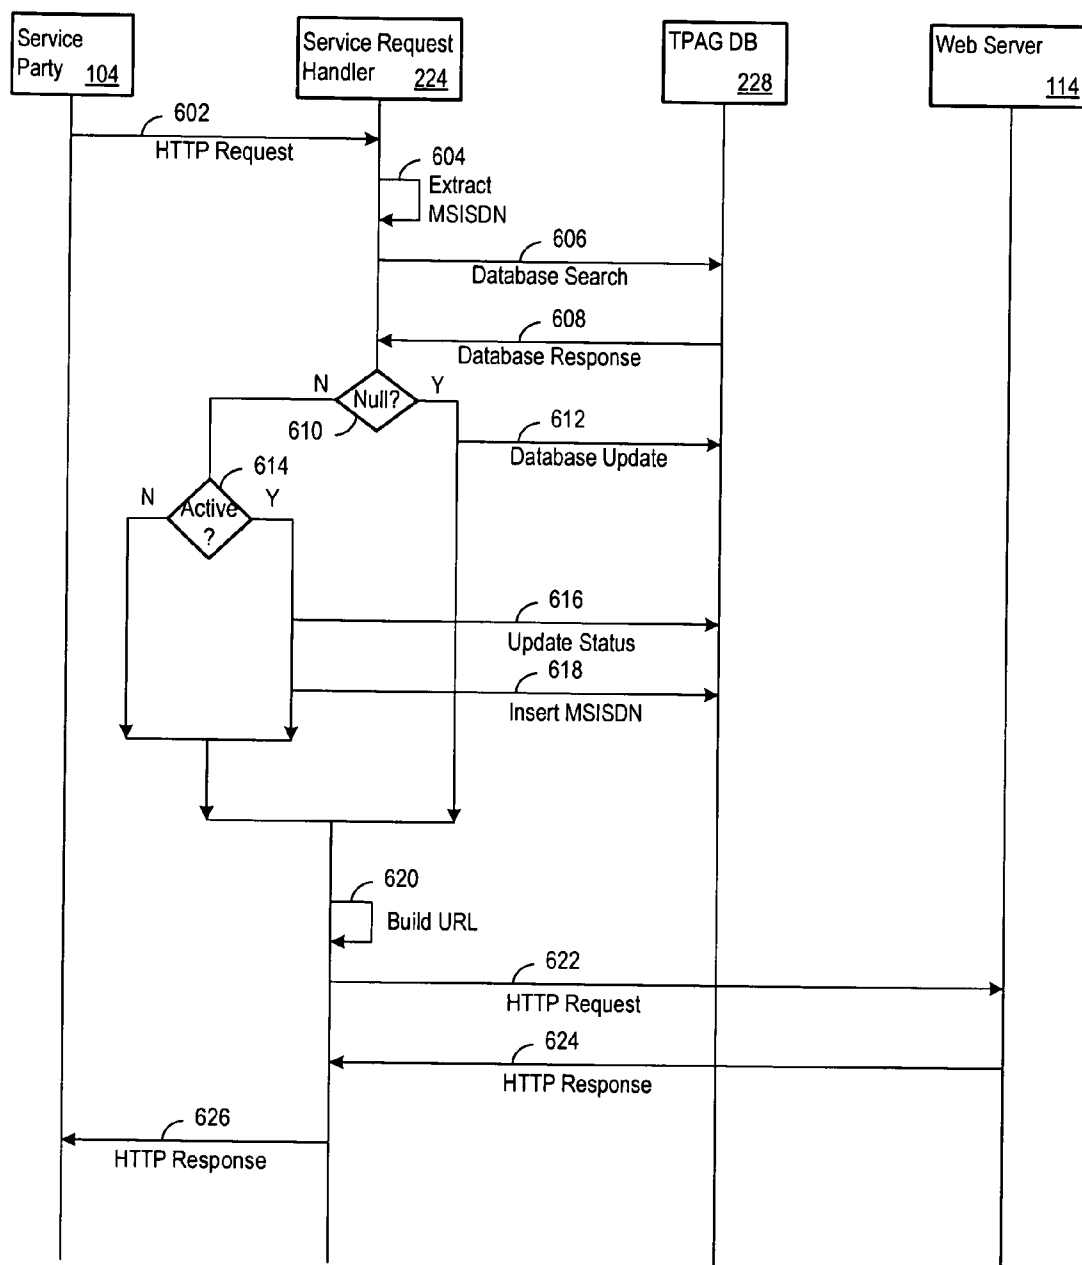 Service
Party 104
Service Request
Handler 224
TPAG DB
228
Web Server
114
602
HTTP Request
604
Extract
MSISDN
606
Database Search
608
Database Response
N
Null?
Y
610
612
Database Update
614
N
Active
?
Y
616
Update Status
618
Insert MSISDN
620
Build URL
622
HTTP Request
624
HTTP Response
626
HTTP Response